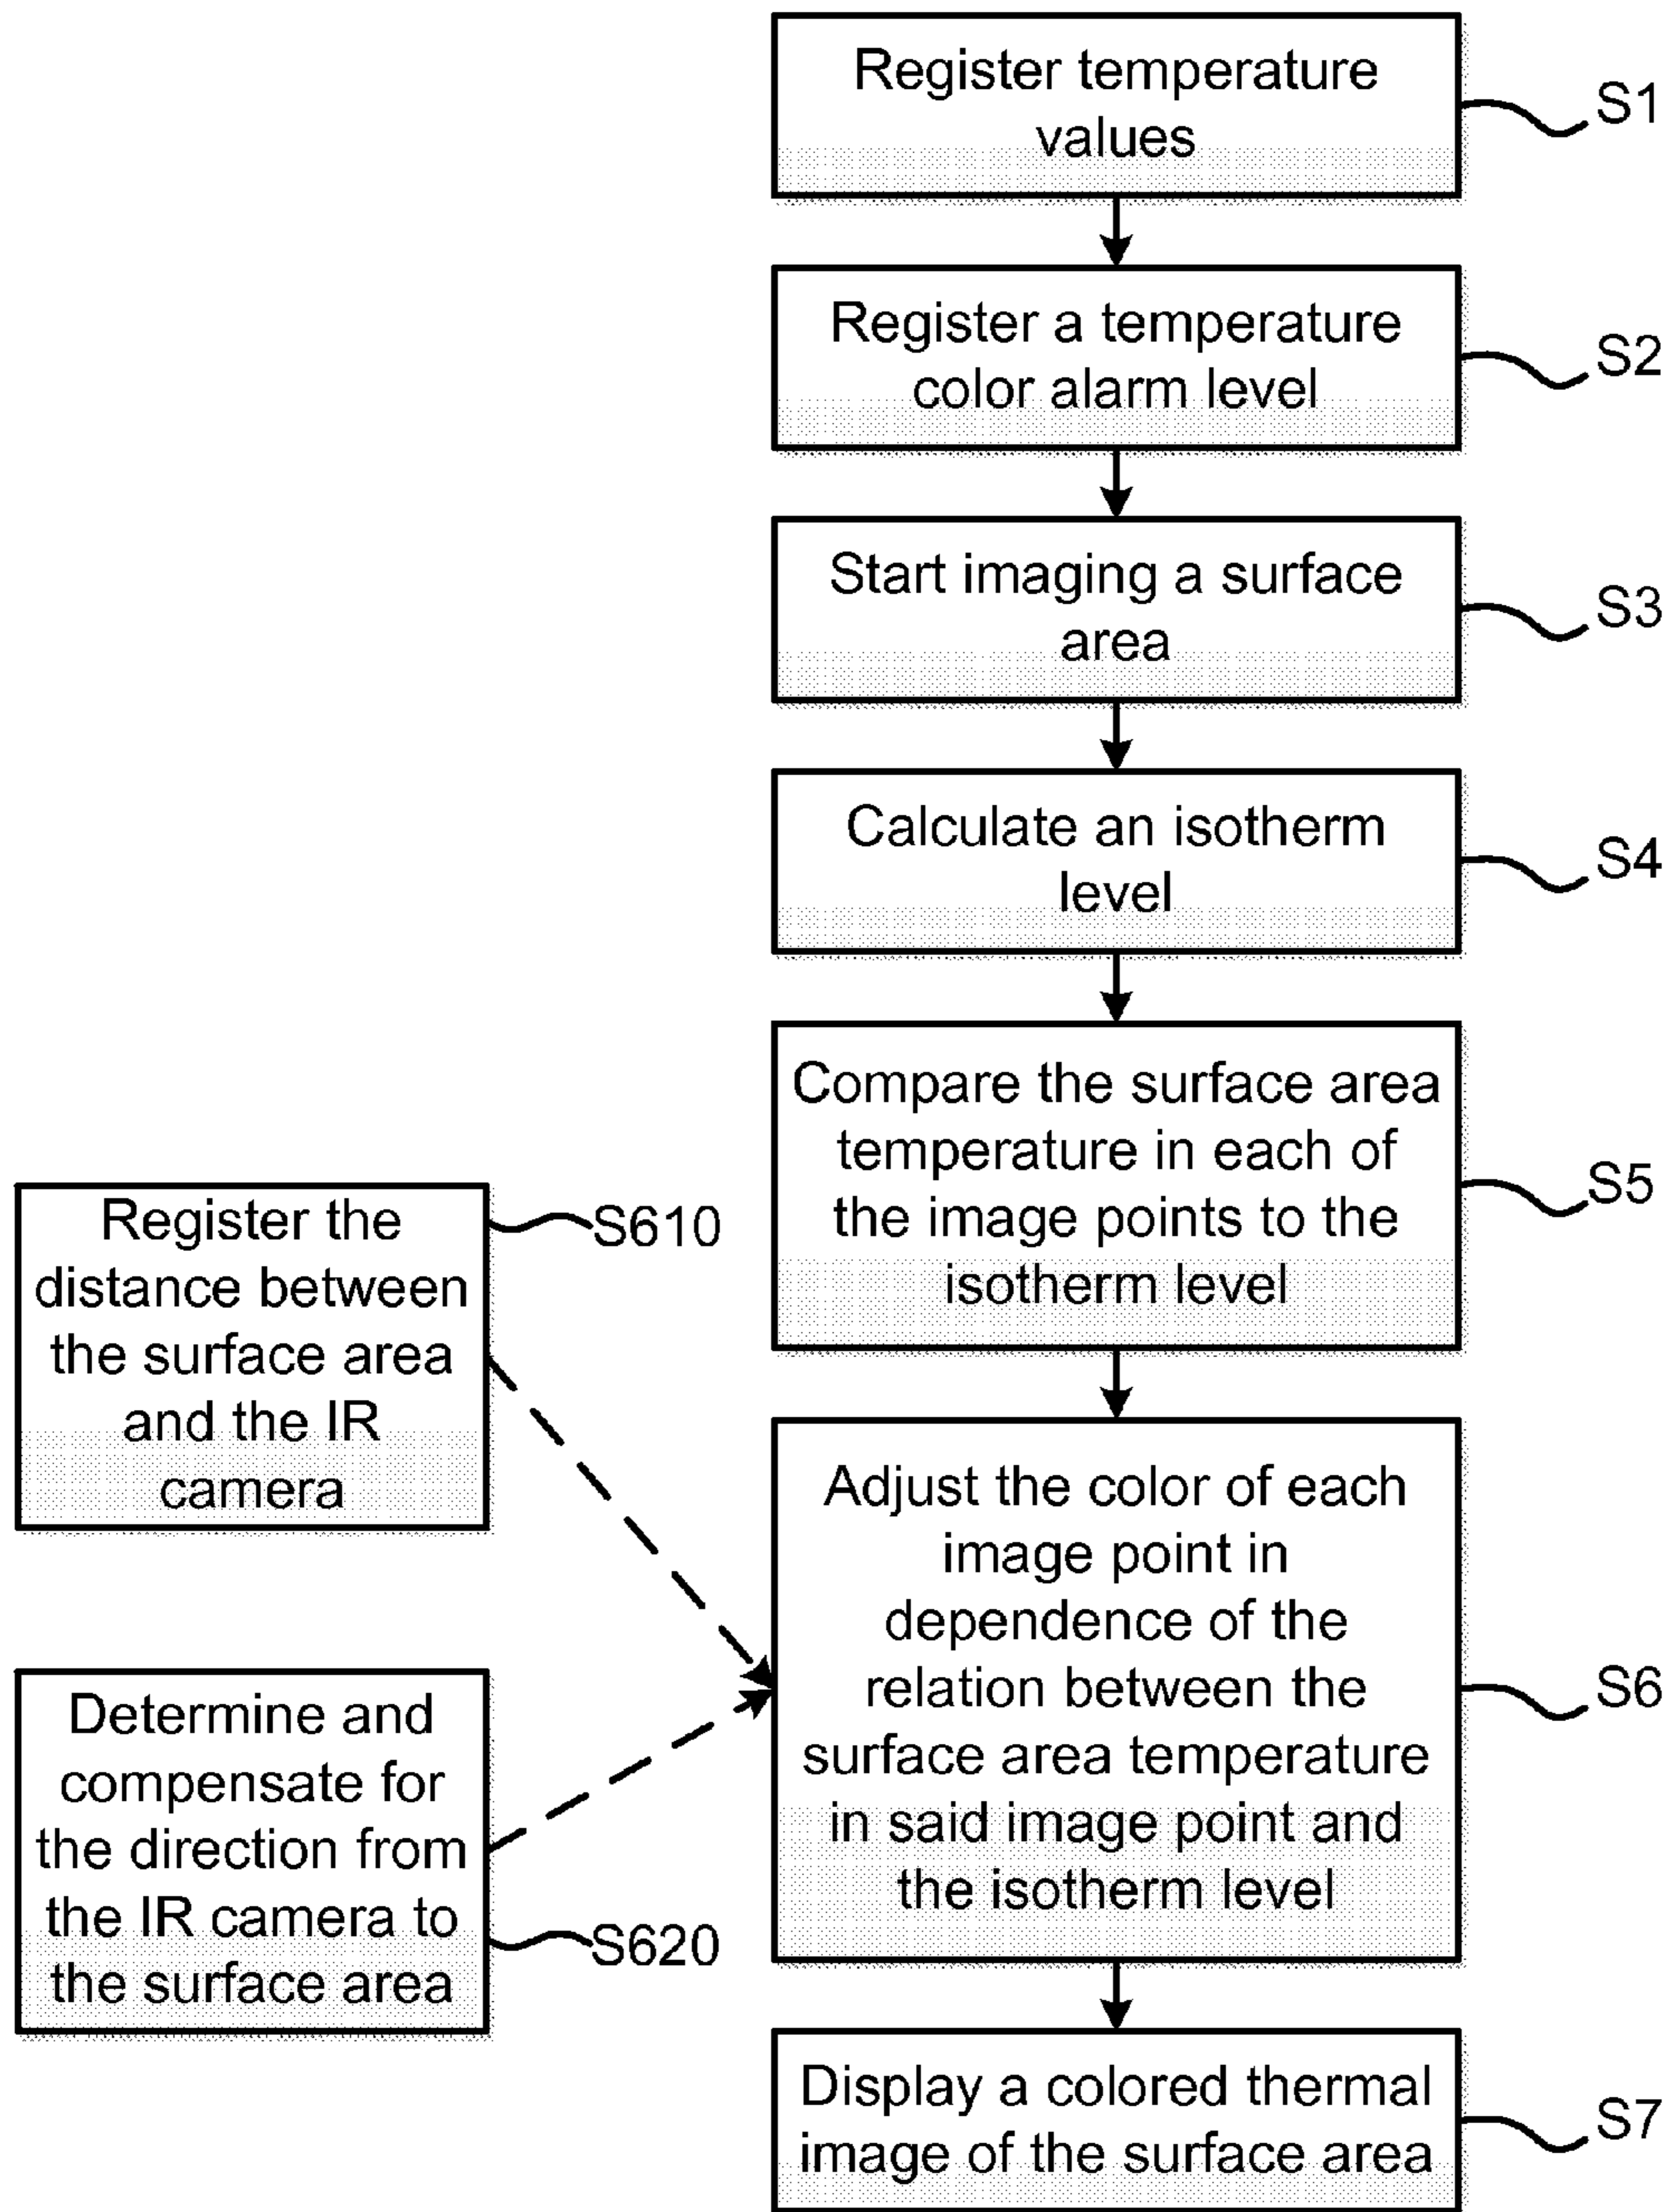 Register temperature
values
S1
Register a temperature
color alarm level
S2
Start imaging a surface
area
S3
Calculate an isotherm
level
S4
Compare the surface area
temperature in each of
the image points to the
isotherm level
S5
Register the
distance between
the surface area
and the IR
camera
S610
Adjust the color of each
image point in
dependence of the
relation between the
surface area temperature
in said image point and
the isotherm level
S6
Determine and
compensate for
the direction from
the IR camera to
the surface area
S620
Display a colored thermal
image of the surface area
S7